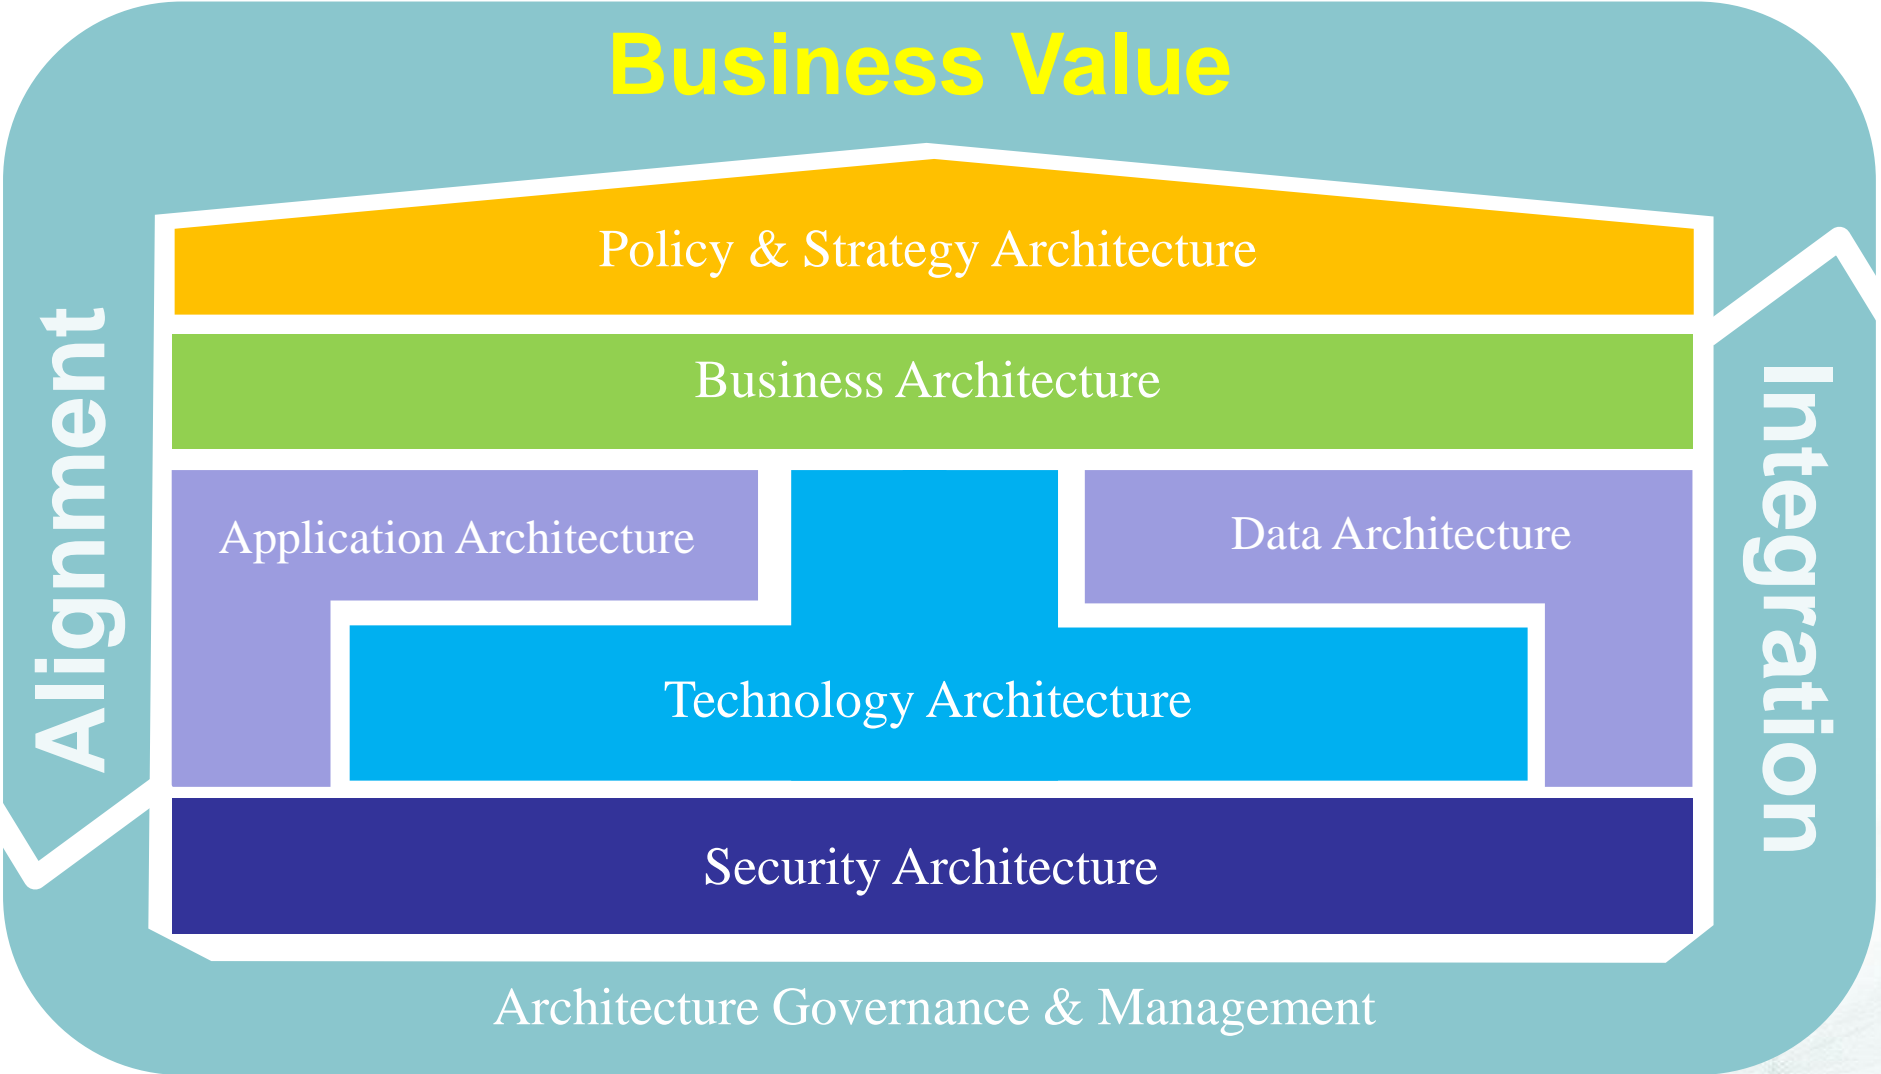 Business Value
Policy & Strategy Architecture
Business Architecture
Alignment
Application Architecture
Data Architecture
Integration
Technology Architecture
Security Architecture
Architecture Governance & Management